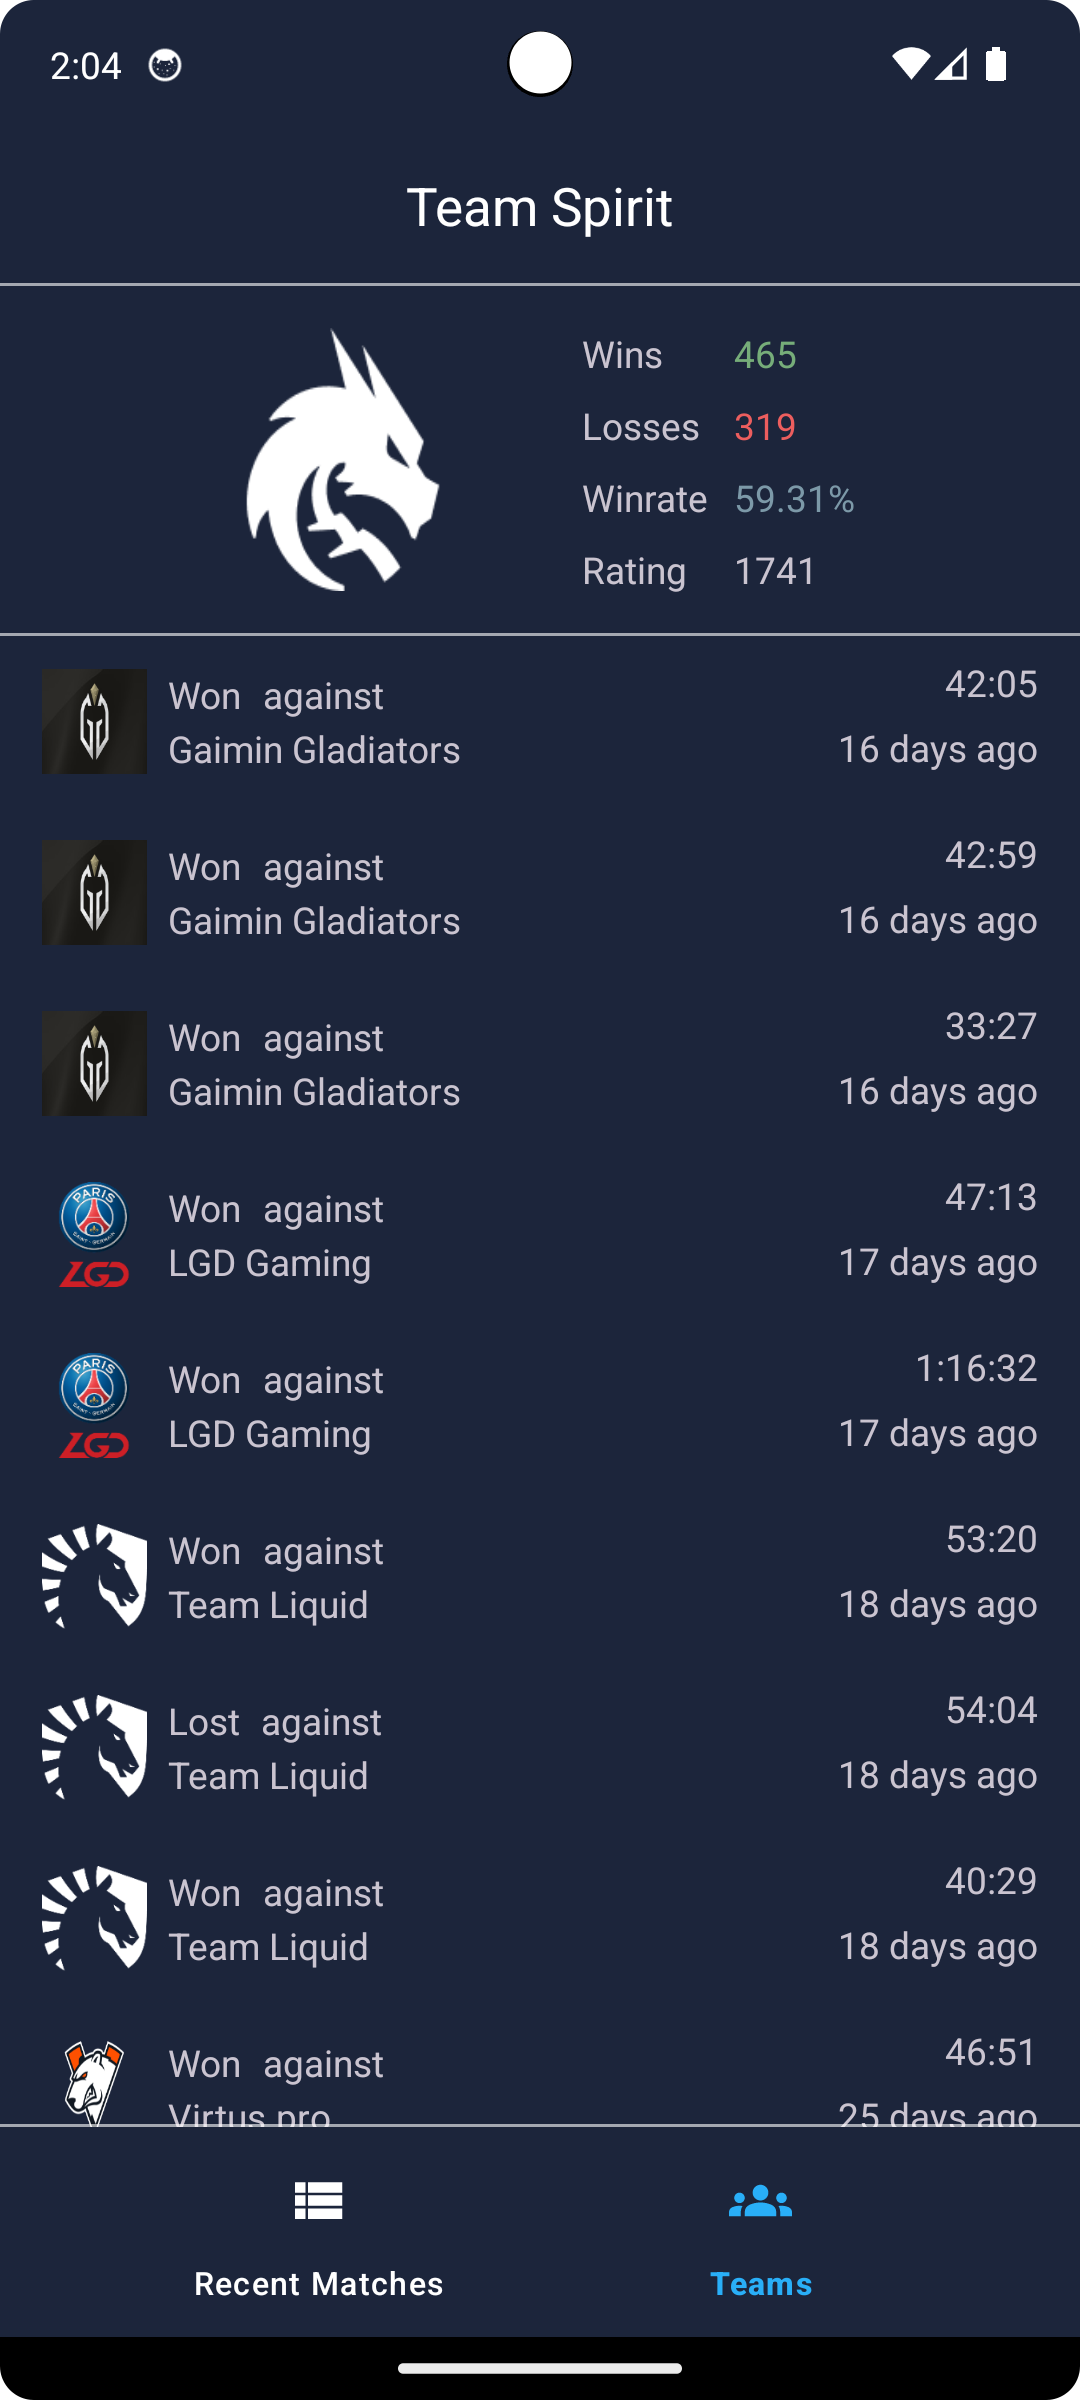 2:04
Team Spirit
Wins 465
Losses 319
Winrate 59.31%
Rating 1741
Won against 42:05
Gaimin Gladiators 16 days ago
Won against 42:59
Gaimin Gladiators 16 days ago
Won against 33:27
Gaimin Gladiators 16 days ago
PARIS
LGD
Won against 47:13
LGD Gaming 17 days ago
PARIS
LGD
Won against 1:16:32
LGD Gaming 17 days ago
Won against 53:20
Team Liquid 18 days ago
Lost against 54:04
Team Liquid 18 days ago
Won against 40:29
Team Liquid 18 days ago
Won against 46:51
Virtus.pro 25 days ago
Recent Matches Teams